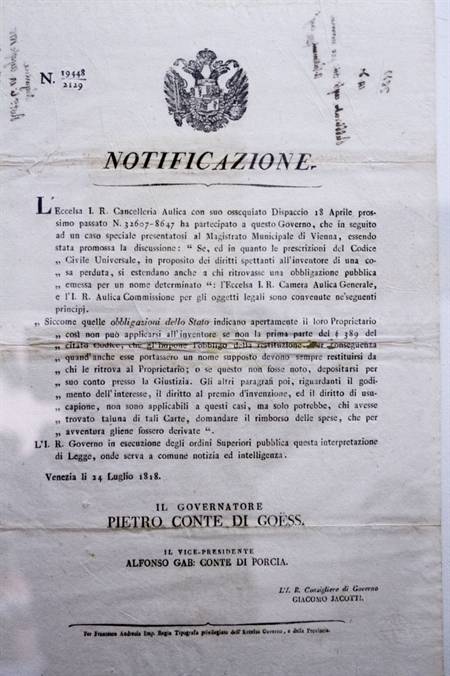 N. 19448/2129
NOTIFICAZIONE.
L'Eccelsa I. R. Cancelleria Aulica con suo ossequiato Dispaccio 18 Aprile pros-
simo passato N. 32607-8647 ha partecipato a questo Governo, che in seguito
ad un caso speciale presentatosi al Magistrato Municipale di Vienna, essendo
stata promossa la discussione: " Se, ed in quanto le prescrizioni del Codice
„ Civile Universale, in proposito dei diritti spettanti all'inventore di una co-
„ sa perduta, si estendano anche a chi ritrovasse una obbligazione pubblica
„ emessa per un nome determinato ": l'Eccelsa I. R. Camera Aulica Generale,
e l'I. R. Aulica Commissione per gli oggetti legali sono convenute ne'seguenti
principj.
„ Siccome quelle obbligazioni dello Stato indicano apertamente il loro Proprietario
„ così non può applicarsi all'inventore se non la prima parte del § 389 del
„ citato Codice, che gl'impone l'obbligo della restituzione. Per conseguenza
„ quand'anche esse portassero un nome supposto devono sempre restituirsi da
„ chi le ritrova al Proprietario; o se questo non fosse noto, depositarsi per
„ suo conto presso la Giustizia. Gli altri paragrafi poi, riguardanti il godi-
„ mento dell'interesse, il diritto al premio d'invenzione, ed il diritto di usu-
„ capione, non sono applicabili a questi casi, ma solo potrebbe, chi avesse
„ trovato taluna di tali Carte, domandare il rimborso delle spese, che per
„ avventura gliene fossero derivate ".
L'I. R. Governo in esecuzione degli ordini Superiori pubblica questa interpretazione
di Legge, onde serva a comune notizia ed intelligenza.
Venezia li 24 Luglio 1818.
IL GOVERNATORE
PIETRO CONTE DI GOËSS.
IL VICE-PRESIDENTE
ALFONSO GAB: CONTE DI PORCIA.
L'I. R. Consigliere di Governo
GIACOMO JACOTTI.
Per Francesco Andreola Imp. Regio Tipografo privilegiato dell'Eccelso Governo, e della Provincia.